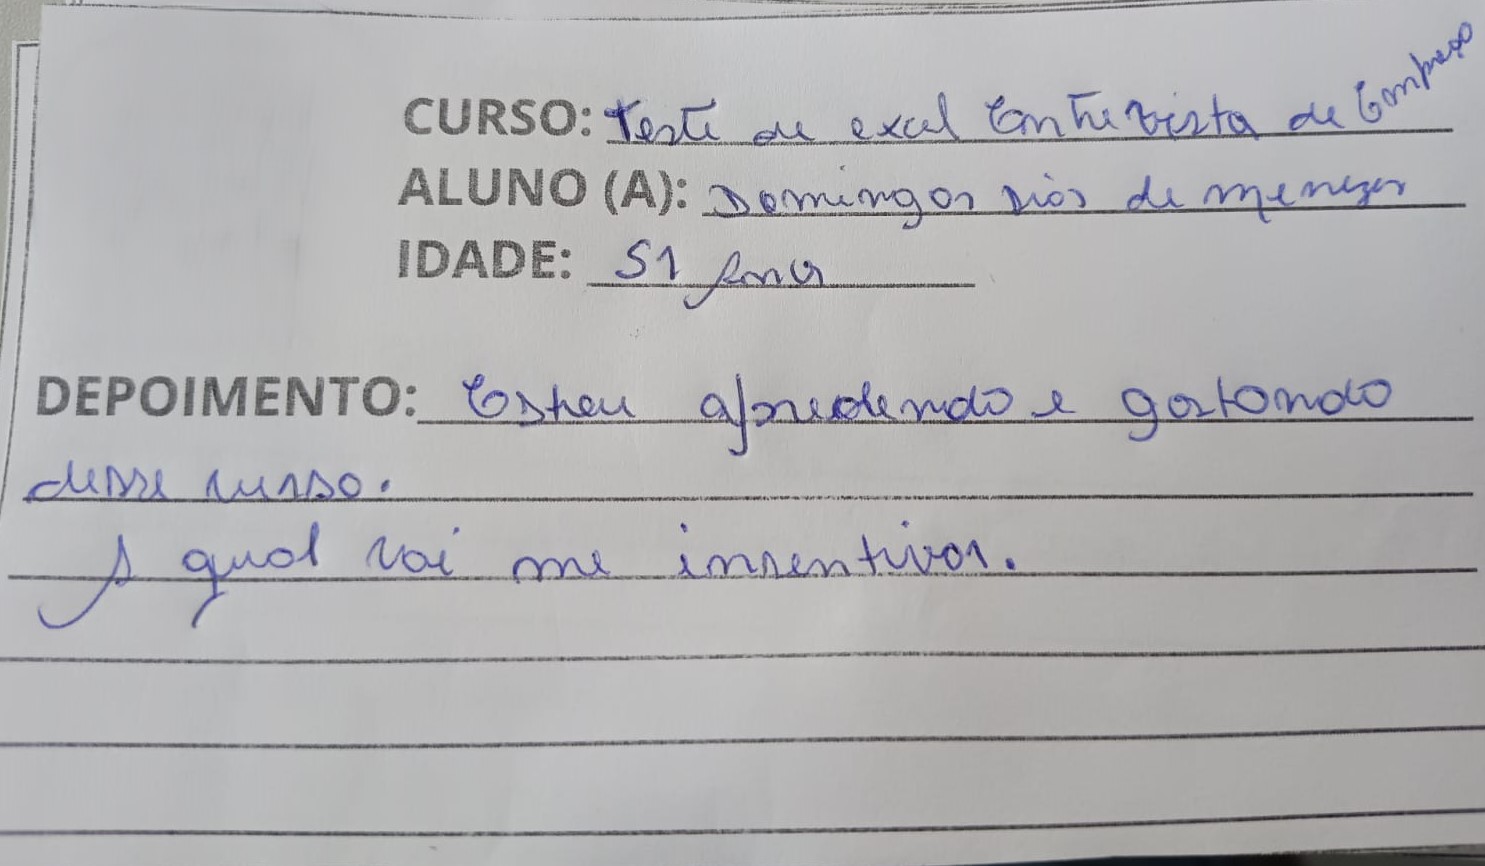 CURSO: Teste de excel Entrevista de Emprego
ALUNO (A): Domingos Dios de menezes
IDADE: 51 Anos
DEPOIMENTO: Estou aprendendo e gostando
desse curso.
A qual vai me insentivar.